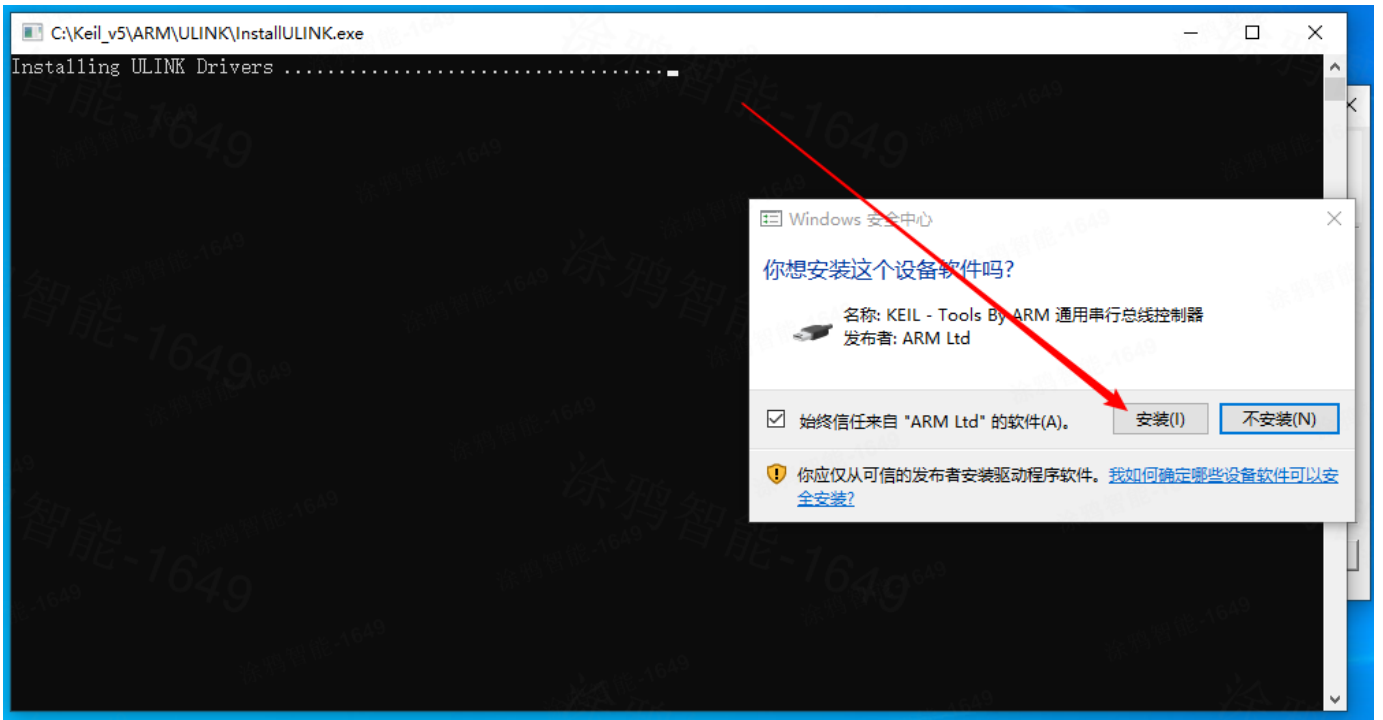 C:\Keil_v5\ARM\ULINK\InstallULINK.exe
Installing ULINK Drivers ...................................
Windows 安全中心
你想安装这个设备软件吗?
名称: KEIL - Tools By ARM 通用串行总线控制器
发布者: ARM Ltd
始终信任来自 "ARM Ltd" 的软件(A)。
安装(I)
不安装(N)
你应仅从可信的发布者安装驱动程序软件。我如何确定哪些设备软件可以安
全安装?
涂鸦智能-1649